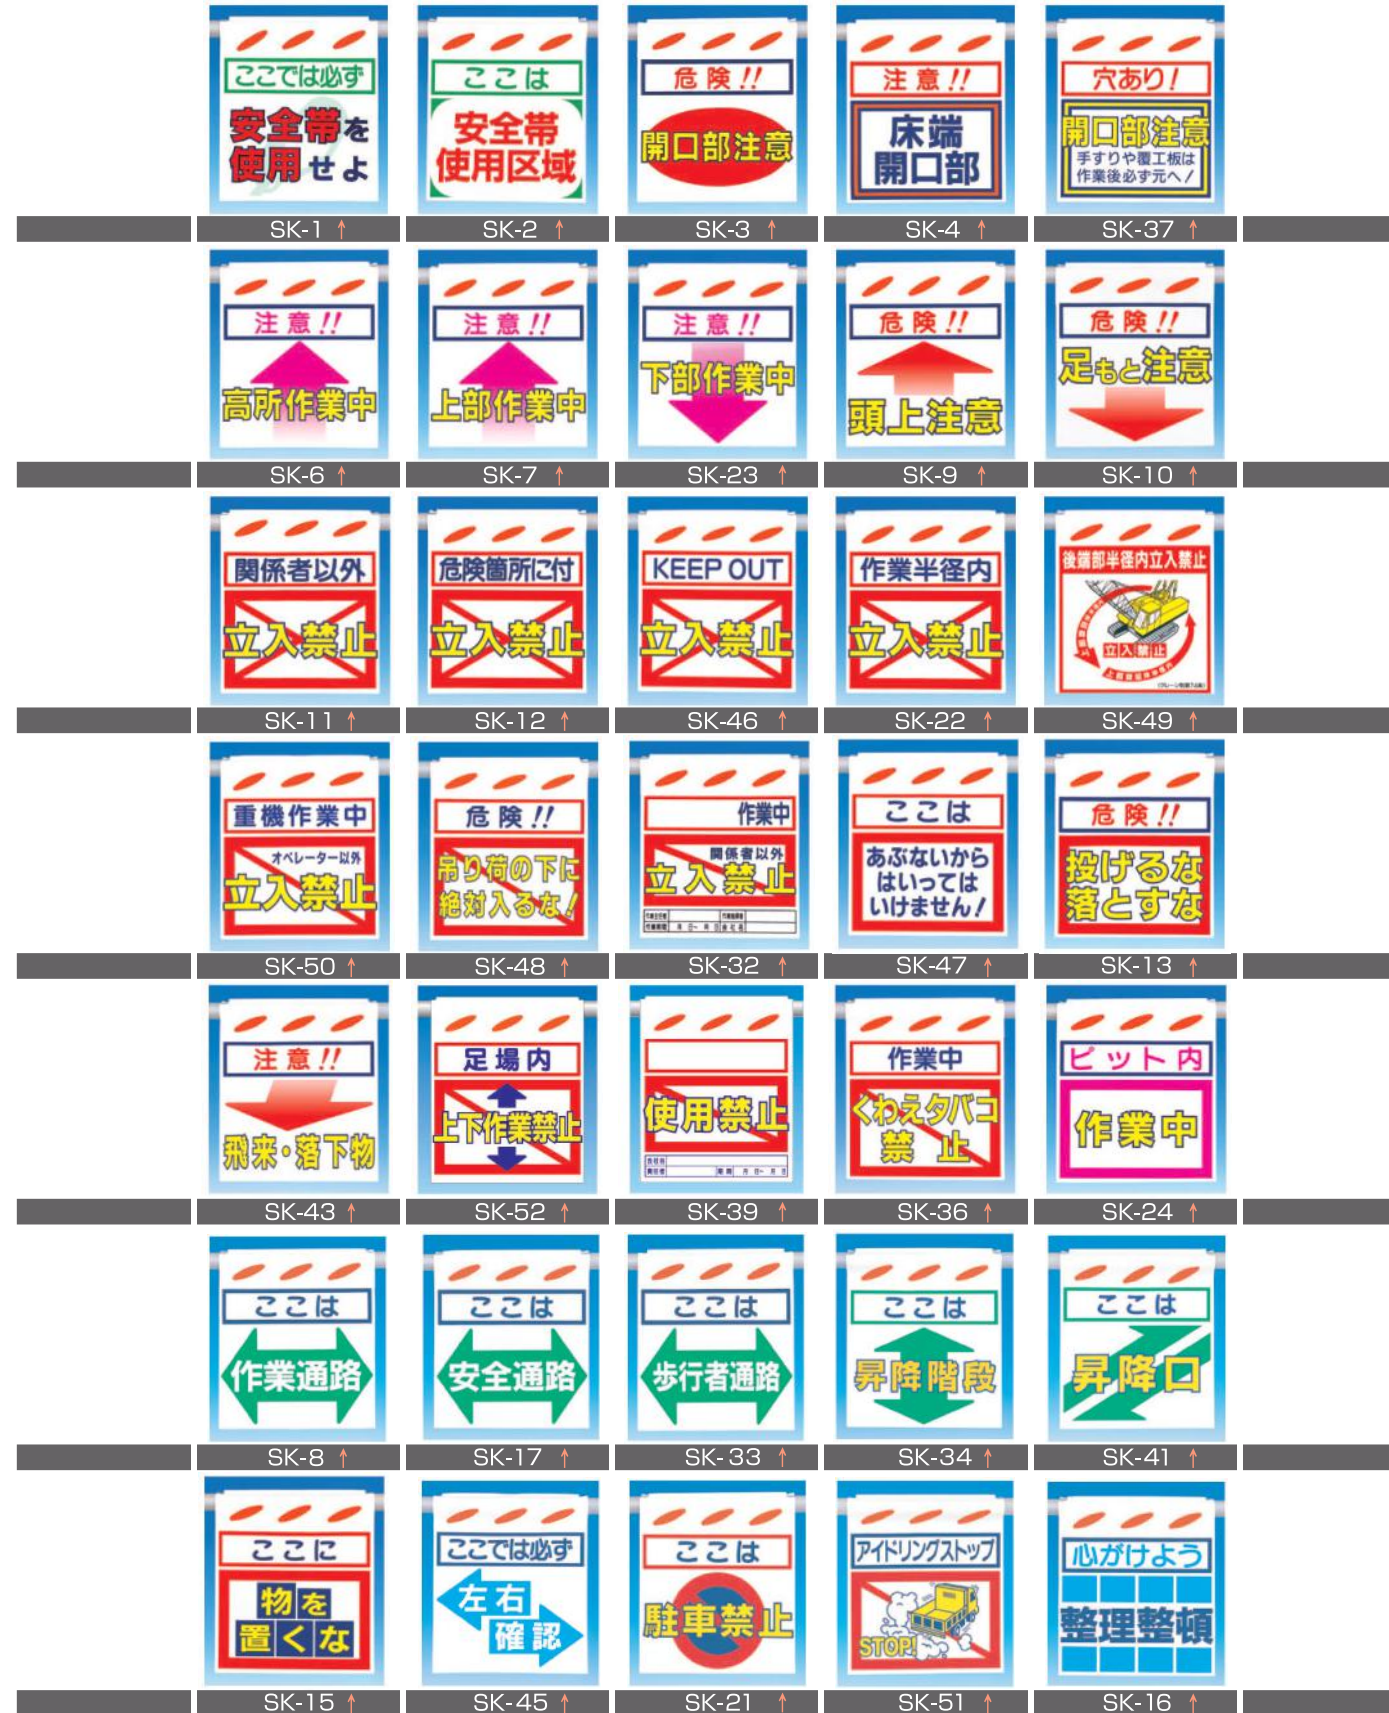 ここでは必ず
安全帯を
使用せよ
SK-1 ↑
ここは
安全帯
使用区域
SK-2 ↑
危険!!
開口部注意
SK-3 ↑
注意!!
床端
開口部
SK-4 ↑
穴あり!
開口部注意
手すりや覆工板は
作業後必ず元へ!
SK-37 ↑
注意!!
高所作業中
SK-6 ↑
注意!!
上部作業中
SK-7 ↑
注意!!
下部作業中
SK-23 ↑
危険!!
頭上注意
SK-9 ↑
危険!!
足もと注意
SK-10 ↑
関係者以外
立入禁止
SK-11 ↑
危険箇所に付
立入禁止
SK-12 ↑
KEEP OUT
立入禁止
SK-46 ↑
作業半径内
立入禁止
SK-22 ↑
後端部半径内立入禁止
立入禁止
SK-49 ↑
重機作業中
オペレーター以外
立入禁止
SK-50 ↑
危険!!
吊り荷の下に
絶対入るな!
SK-48 ↑
作業中
関係者以外
立入禁止
SK-32 ↑
ここは
あぶないから
はいっては
いけません!
SK-47 ↑
危険!!
投げるな
落とすな
SK-13 ↑
注意!!
飛来・落下物
SK-43 ↑
足場内
上下作業禁止
SK-52 ↑
使用禁止
期間 月 日~ 月 日
SK-39 ↑
作業中
くわえタバコ
禁止
SK-36 ↑
ピット内
作業中
SK-24 ↑
ここは
作業通路
SK-8 ↑
ここは
安全通路
SK-17 ↑
ここは
歩行者通路
SK-33 ↑
ここは
昇降階段
SK-34 ↑
ここは
昇降口
SK-41 ↑
ここに
物を
置くな
SK-15 ↑
ここでは必ず
左右
確認
SK-45 ↑
ここは
駐車禁止
SK-21 ↑
アイドリングストップ
STOP!
SK-51 ↑
心がけよう
整理整頓
SK-16 ↑